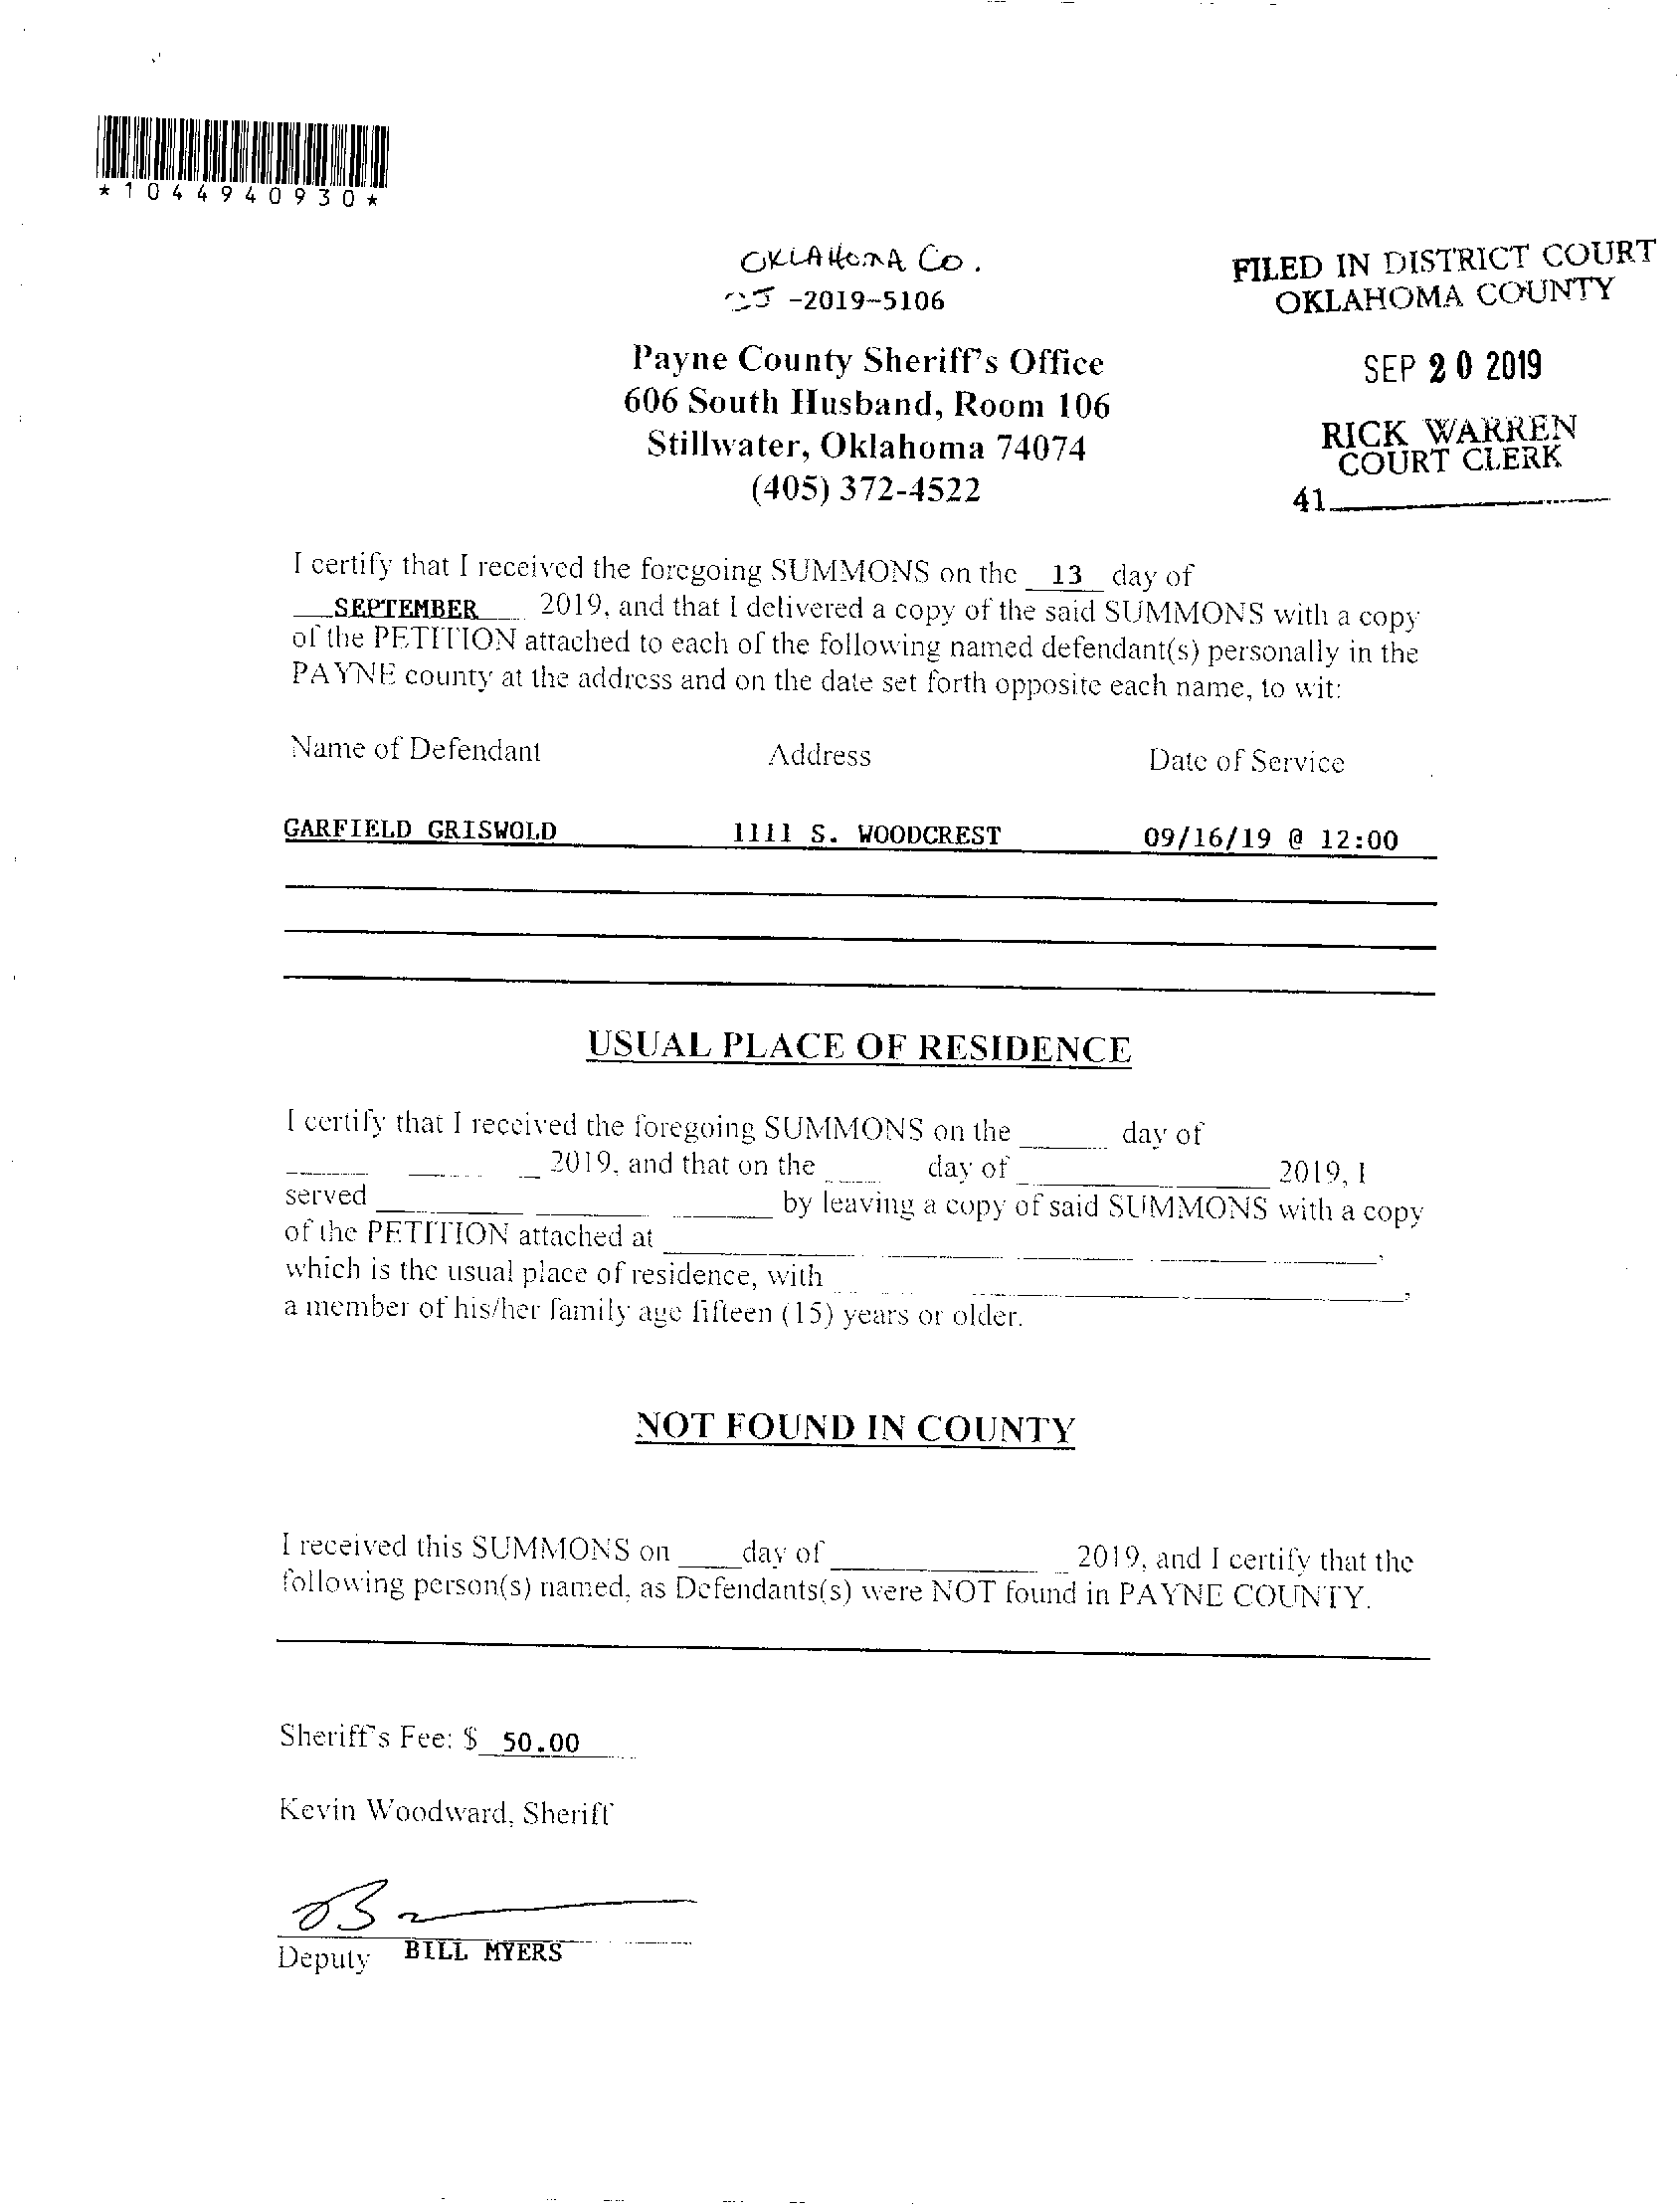 *1044940930*
OKLAHOMA CO.
-2019-5106
FILED IN DISTRICT COURT
OKLAHOMA COUNTY
SEP 20 2019
RICK WARREN
COURT CLERK
41
Payne County Sheriff's Office
606 South Husband, Room 106
Stillwater, Oklahoma 74074
(405) 372-4522
I certify that I received the foregoing SUMMONS on the 13 day of
SEPTEMBER 2019, and that I delivered a copy of the said SUMMONS with a copy
of the PETITION attached to each of the following named defendant(s) personally in the
PAYNE county at the address and on the date set forth opposite each name, to wit:
Name of Defendant Address Date of Service
GARFIELD GRISWOLD 1111 S. WOODCREST 09/16/19 @ 12:00
USUAL PLACE OF RESIDENCE
I certify that I received the foregoing SUMMONS on the ______ day of
______ 2019, and that on the ______ day of ______ 2019, I
served ______ by leaving a copy of said SUMMONS with a copy
of the PETITION attached at ______,
which is the usual place of residence, with ______,
a member of his/her family age fifteen (15) years or older.
NOT FOUND IN COUNTY
I received this SUMMONS on ____ day of ______ 2019, and I certify that the
following person(s) named, as Defendants(s) were NOT found in PAYNE COUNTY.
Sheriff's Fee: $ 50.00
Kevin Woodward, Sheriff
Deputy BILL MYERS